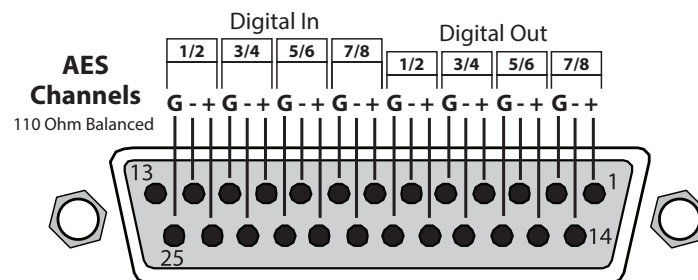 Digital In
Digital Out
1/2 3/4 5/6 7/8
1/2 3/4 5/6 7/8
AES
Channels
110 Ohm Balanced
G - + G - + G - + G - + G - + G - + G - + G - +
13
1
25
14